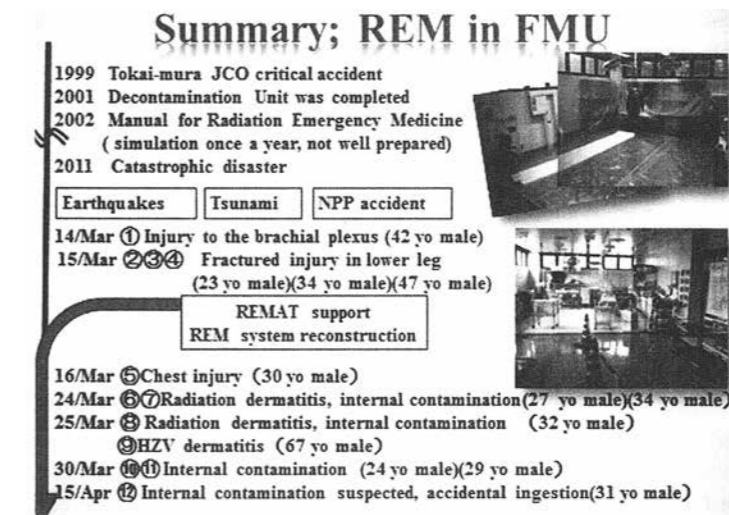 Summary; REM in FMU
1999 Tokai-mura JCO critical accident
2001 Decontamination Unit was completed
2002 Manual for Radiation Emergency Medicine
( simulation once a year, not well prepared)
2011 Catastrophic disaster
Earthquakes Tsunami NPP accident
14/Mar ① Injury to the brachial plexus (42 yo male)
15/Mar ②③④ Fractured injury in lower leg
(23 yo male)(34 yo male)(47 yo male)
REMAT support
REM system reconstruction
16/Mar ⑤Chest injury (30 yo male)
24/Mar ⑥⑦Radiation dermatitis, internal contamination(27 yo male)(34 yo male)
25/Mar ⑧ Radiation dermatitis, internal contamination (32 yo male)
⑨HZV dermatitis (67 yo male)
30/Mar ⑩⑪Internal contamination (24 yo male)(29 yo male)
15/Apr ⑫ Internal contamination suspected, accidental ingestion(31 yo male)